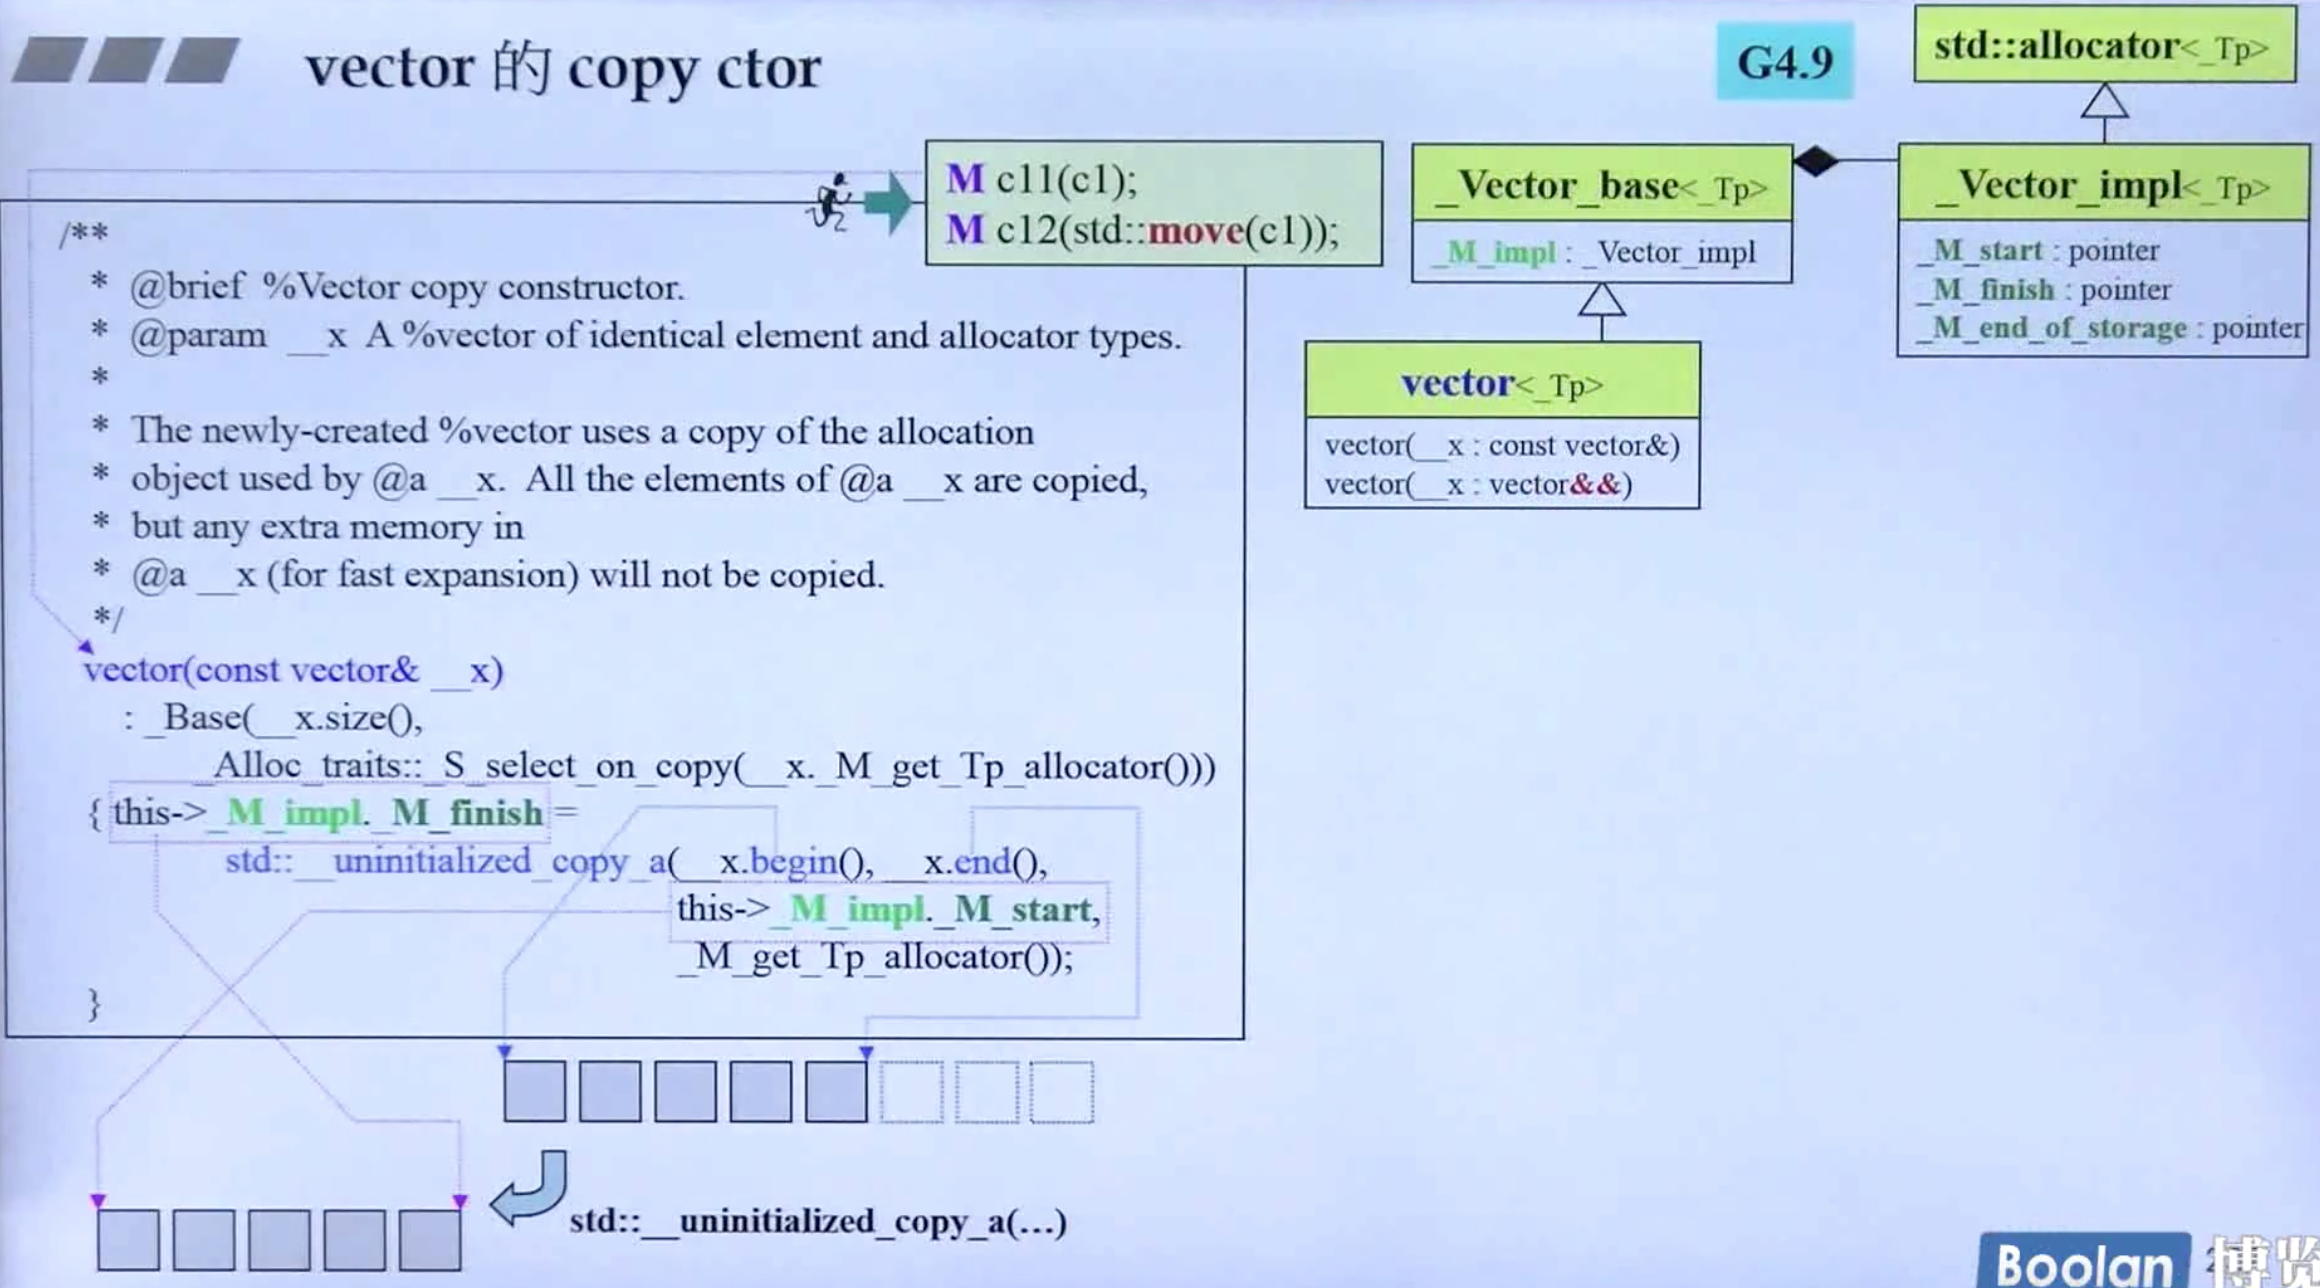 vector 的 copy ctor
G4.9
std::allocator<_Tp>
M c11(c1);
M c12(std::move(c1));
_Vector_base<_Tp>
_M_impl : _Vector_impl
_Vector_impl<_Tp>
_M_start : pointer
_M_finish : pointer
_M_end_of_storage : pointer
vector<_Tp>
vector(__x : const vector&)
vector(__x : vector&&)
/**
* @brief %Vector copy constructor.
* @param __x A %vector of identical element and allocator types.
*
* The newly-created %vector uses a copy of the allocation
* object used by @a __x. All the elements of @a __x are copied,
* but any extra memory in
* @a __x (for fast expansion) will not be copied.
*/
vector(const vector& __x)
: _Base(__x.size(),
_Alloc_traits::_S_select_on_copy(__x._M_get_Tp_allocator()))
{ this->_M_impl._M_finish =
std::__uninitialized_copy_a(__x.begin(), __x.end(),
this->_M_impl._M_start,
_M_get_Tp_allocator());
}
std::__uninitialized_copy_a(...)
Boolan 博览